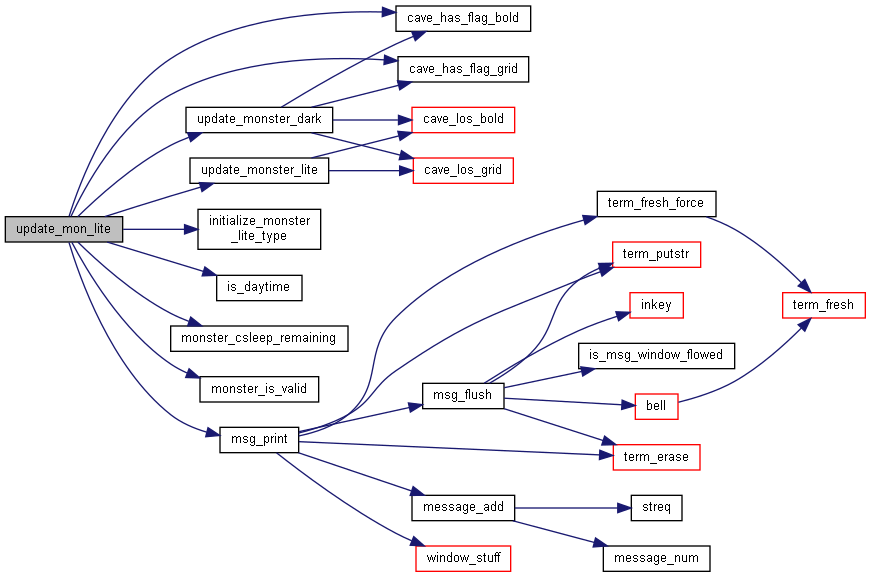 cave_has_flag_bold
cave_has_flag_grid
update_monster_dark
cave_los_bold
update_monster_lite
cave_los_grid
term_fresh_force
update_mon_lite
initialize_monster
_lite_type
term_putstr
is_daytime
inkey
term_fresh
monster_csleep_remaining
is_msg_window_flowed
monster_is_valid
msg_flush
bell
msg_print
term_erase
message_add
streq
window_stuff
message_num